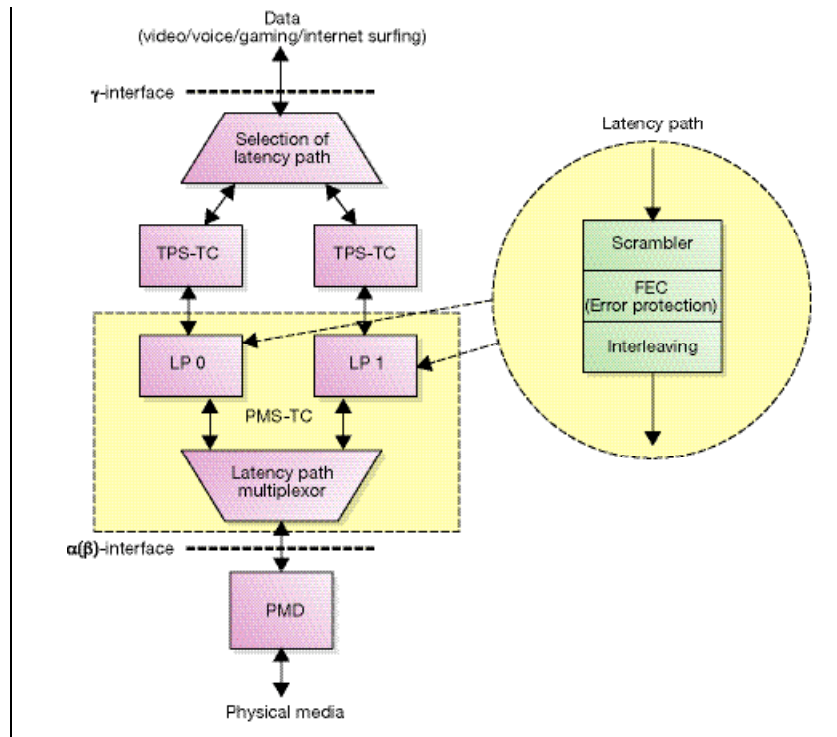 Data
(video/voice/gaming/internet surfing)
γ-interface
Selection of
latency path
TPS-TC
TPS-TC
LP 0
LP 1
PMS-TC
Latency path
multiplexor
α(β)-interface
PMD
Physical media
Latency path
Scrambler
FEC
(Error protection)
Interleaving